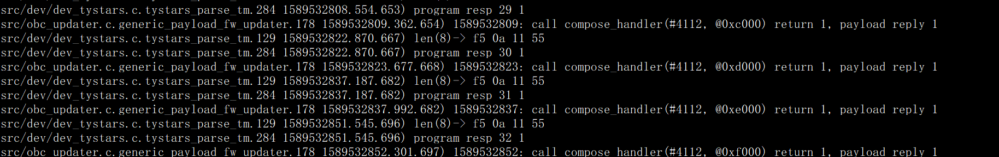 src/dev/dev_tystars.c.tystars_parse_tm.284 1589532808.554.653) program resp 29 1
src/obc_updater.c.generic_payload_fw_updater.178 1589532809.362.654) 1589532809: call compose_handler(#4112, @0xc000) return 1, payload reply 1
src/dev/dev_tystars.c.tystars_parse_tm.129 1589532822.870.667) len(8)-> f5 0a 11 55
src/dev/dev_tystars.c.tystars_parse_tm.284 1589532822.870.667) program resp 30 1
src/obc_updater.c.generic_payload_fw_updater.178 1589532823.677.668) 1589532823: call compose_handler(#4112, @0xd000) return 1, payload reply 1
src/dev/dev_tystars.c.tystars_parse_tm.129 1589532837.187.682) len(8)-> f5 0a 11 55
src/dev/dev_tystars.c.tystars_parse_tm.284 1589532837.187.682) program resp 31 1
src/obc_updater.c.generic_payload_fw_updater.178 1589532837.992.682) 1589532837: call compose_handler(#4112, @0xe000) return 1, payload reply 1
src/dev/dev_tystars.c.tystars_parse_tm.129 1589532851.545.696) len(8)-> f5 0a 11 55
src/dev/dev_tystars.c.tystars_parse_tm.284 1589532851.545.696) program resp 32 1
src/obc_updater.c.generic_payload_fw_updater.178 1589532852.301.697) 1589532852: call compose_handler(#4112, @0xf000) return 1, payload reply 1